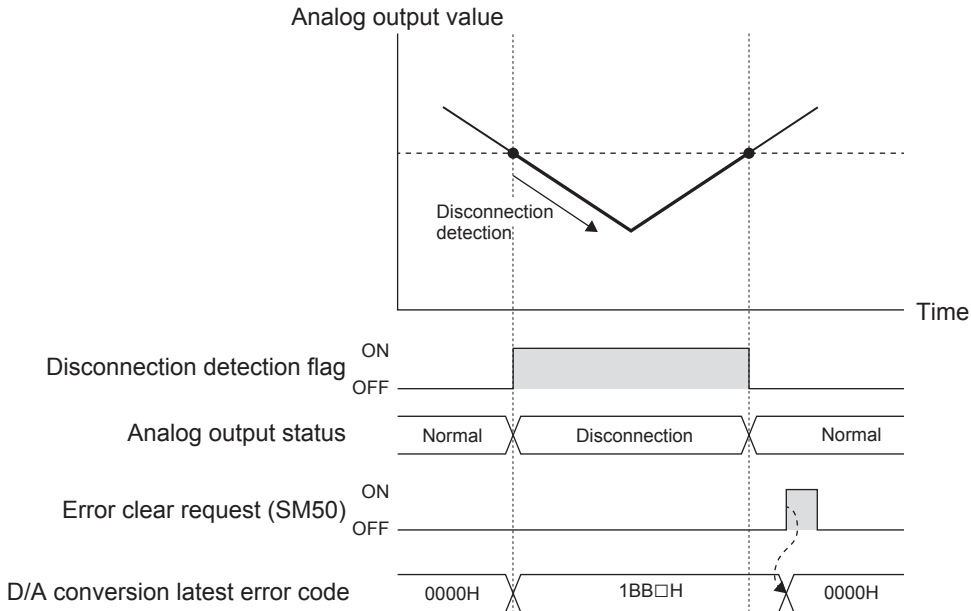 Analog output value
Disconnection
detection
Time
Disconnection detection flag
ON
OFF
Analog output status
Normal
Disconnection
Normal
Error clear request (SM50)
ON
OFF
D/A conversion latest error code
0000H
1BB□H
0000H